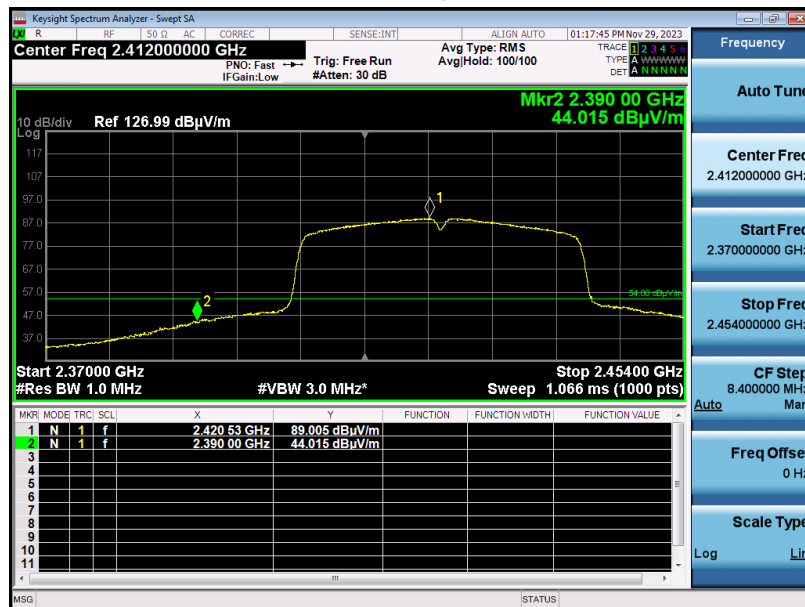 Keysight Spectrum Analyzer - Swept SA
LXI R RF 50 Ω AC CORREC SENSE:INT ALIGN AUTO 01:17:45 PM Nov 29, 2023
Center Freq 2.412000000 GHz
PNO: Fast
IFGain:Low
Trig: Free Run
#Atten: 30 dB
Avg Type: RMS
Avg|Hold: 100/100
TRACE 1 2 3 4 5 6
TYPE A W W W W W
DET A N N N N N
Mkr2 2.390 00 GHz
44.015 dBµV/m
10 dB/div Ref 126.99 dBµV/m
Log
117
107
97.0
87.0
77.0
67.0
57.0
47.0
37.0
1
2
54.00 dBµV/m
Start 2.37000 GHz Stop 2.45400 GHz
#Res BW 1.0 MHz #VBW 3.0 MHz* Sweep 1.066 ms (1000 pts)
MKR MODE TRC SCL X Y FUNCTION FUNCTION WIDTH FUNCTION VALUE
1 N 1 f 2.420 53 GHz 89.005 dBµV/m
2 N 1 f 2.390 00 GHz 44.015 dBµV/m
3
4
5
6
7
8
9
10
11
MSG STATUS
Frequency
Auto Tune
Center Freq
2.412000000 GHz
Start Freq
2.370000000 GHz
Stop Freq
2.454000000 GHz
CF Step
8.400000 MHz
Auto Man
Freq Offset
0 Hz
Scale Type
Log Lin